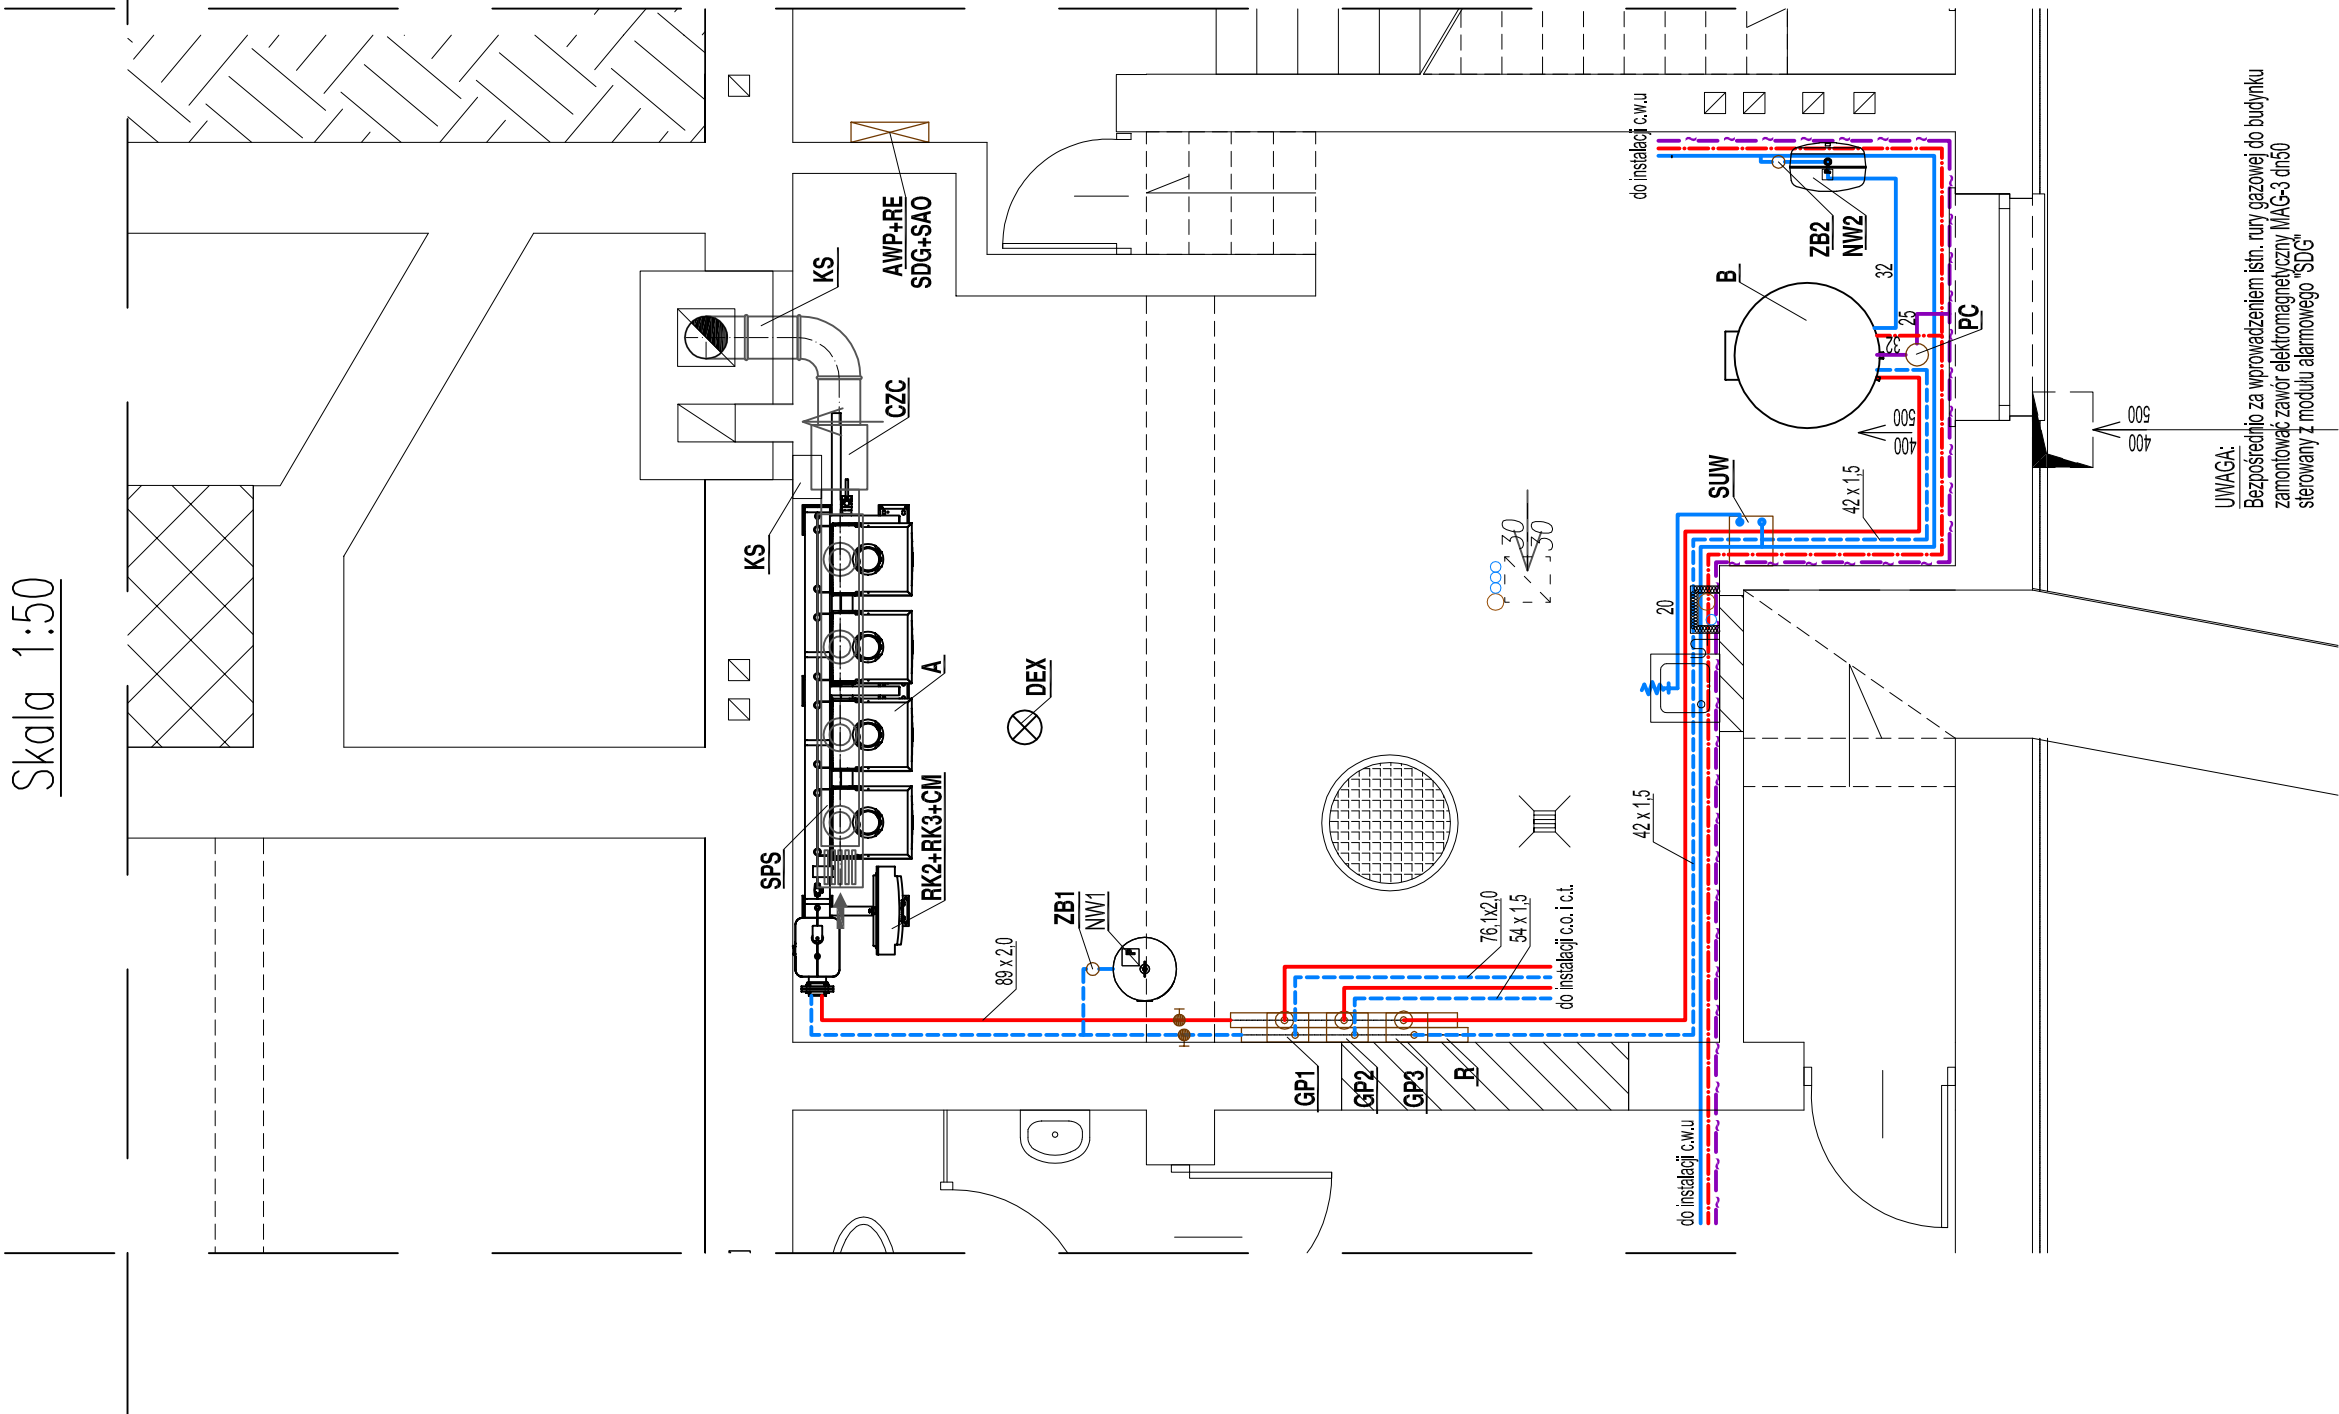 Skala 1:50
KS
AWP+RE
SDG+SAO
CZC
KS
A
DEX
SPS
RK2+RK3+CM
ZB1
NW1
89 x 2,0
76,1x2,0
54 x 1,5
do instalacji c.o. i c.t.
GP1
GP2
GP3
R
30
30
do instalacji c.w.u
ZB2
NW2
32
B
25
32
PC
500
400
SUW
42 x 1,5
20
42 x 1,5
do instalacji c.w.u
500
400
UWAGA:
Bezpośrednio za wprowadzeniem istn. rury gazowej do budynku
zamontować zawór elektromagnetyczny MAG-3 dn50
sterowany z modułu alarmowego "SDG"